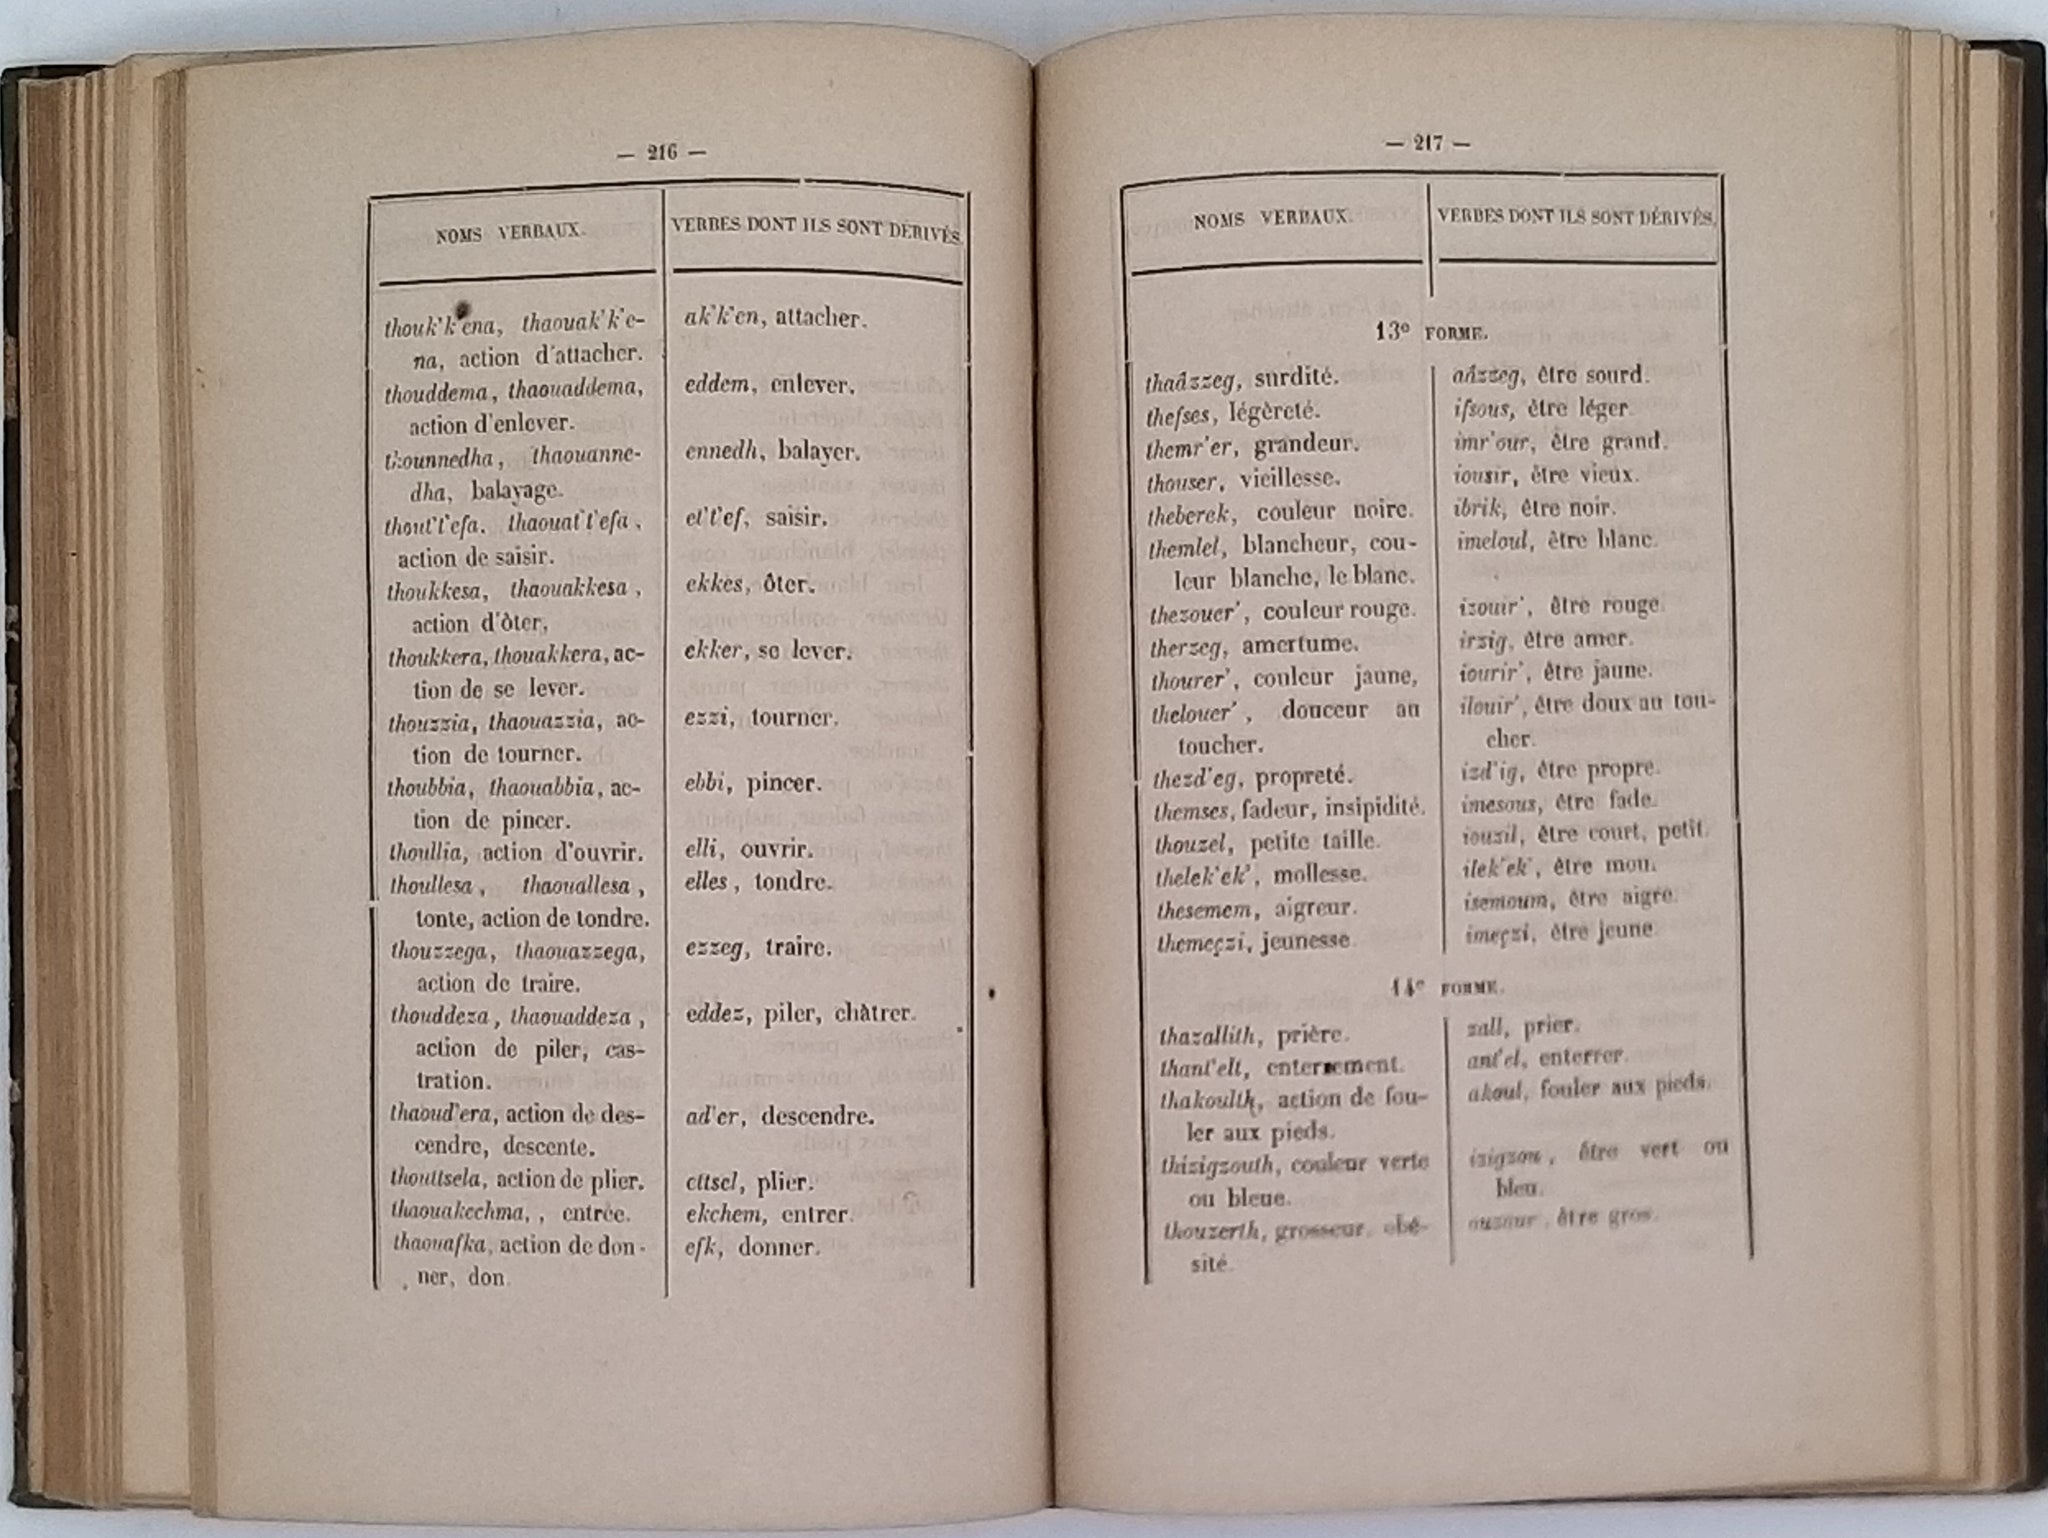 — 216 —
NOMS VERBAUX.
VERBES DONT ILS SONT DÉRIVÉS.
thouk’k’ena, thaouak’k’e-
na, action d'attacher.
ak’k’en, attacher.
thouddema, thaouaddema,
action d'enlever.
eddem, enlever.
thounnedha, thaouanne-
dha, balayage.
ennedh, balayer.
thout’t’efa, thaouat’t’efa,
action de saisir.
et’t’ef, saisir.
thoukkesa, thaouakkesa,
action d'ôter,
ekkes, ôter.
thoukkera, thouakkera, ac-
tion de se lever.
ekker, se lever.
thouzzia, thaouazzia, ac-
tion de tourner.
ezzi, tourner.
thoubbia, thaouabbia, ac-
tion de pincer.
ebbi, pincer.
thoullia, action d'ouvrir.
elli, ouvrir.
thoullesa, thaouallesa,
tonte, action de tondre.
elles, tondre.
thouzzega, thaouazzega,
action de traire.
ezzeg, traire.
thouddeza, thaouaddeza,
action de piler, cas-
tration.
eddez, piler, châtrer.
thaoud’era, action de des-
cendre, descente.
ad’er, descendre.
thouttsela, action de plier.
ettsel, plier.
thaouakechma, , entrée.
ekchem, entrer.
thaouafka, action de don-
ner, don.
efk, donner.
— 217 —
NOMS VERBAUX.
VERBES DONT ILS SONT DÉRIVÉS.
13e FORME.
thaâzzeg, surdité.
aâzzeg, être sourd.
thefses, légèreté.
ifsous, être léger.
themr’er, grandeur.
imr’our, être grand.
thouser, vieillesse.
iousir, être vieux.
theberek, couleur noire.
ibrik, être noir.
themlel, blancheur, cou-
leur blanche, le blanc.
imeloul, être blanc.
thezouer’, couleur rouge.
izouir’, être rouge.
therzeg, amertume.
irzig, être amer.
thourer’, couleur jaune,
iourir’, être jaune.
thelouer’, douceur au
toucher.
ilouir’, être doux au tou-
cher.
thezd’eg, propreté.
izd’ig, être propre.
themses, fadeur, insipidité.
imesous, être fade.
thouzel, petite taille.
iouzil, être court, petit.
thelek’ek’, mollesse.
ilek’ek’, être mou.
thesemem, aigreur.
isemoum, être aigre.
themeçzi, jeunesse.
imeçzi, être jeune.
14e FORME.
thazallith, prière.
zall, prier.
thant’elt, enterrement.
ant’el, enterrer.
thakoulth, action de fou-
ler aux pieds.
akoul, fouler aux pieds.
thizigzouth, couleur verte
ou bleue.
izigzou, être vert ou
bleu.
thouzerth, grosseur, obé-
sité.
ouzour, être gros.